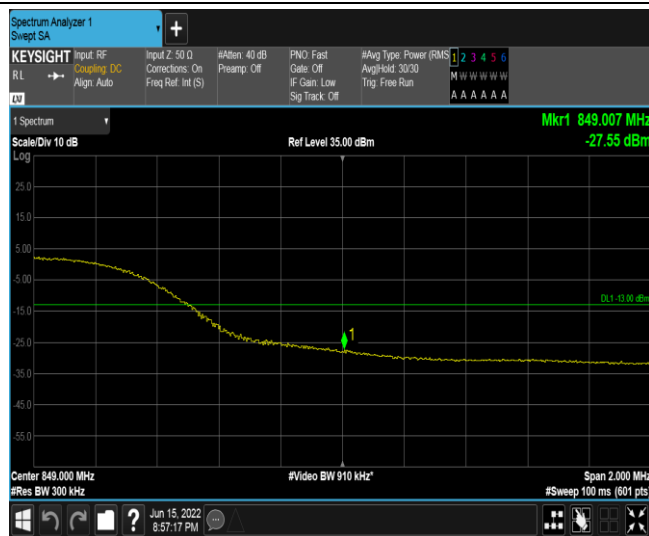 Spectrum Analyzer 1
Swept SA
KEYSIGHT
RL
Input: RF
Coupling: DC
Align: Auto
Input Z: 50 Ω
Corrections: On
Freq Ref: Int (S)
#Atten: 40 dB
Preamp: Off
PNO: Fast
Gate: Off
IF Gain: Low
Sig Track: Off
#Avg Type: Power (RMS
Avg|Hold: 30/30
Trig: Free Run
1 2 3 4 5 6
M W W W W W
A A A A A A
1 Spectrum
Mkr1 849.007 MHz
-27.55 dBm
Scale/Div 10 dB
Ref Level 35.00 dBm
Log
25.0
15.0
5.00
-5.00
DL1 -13.00 dBm
-15.0
1
-25.0
-35.0
-45.0
-55.0
Center 849.000 MHz
#Video BW 910 kHz*
Span 2.000 MHz
#Res BW 300 kHz
#Sweep 100 ms (601 pts)
?
Jun 15, 2022
8:57:17 PM